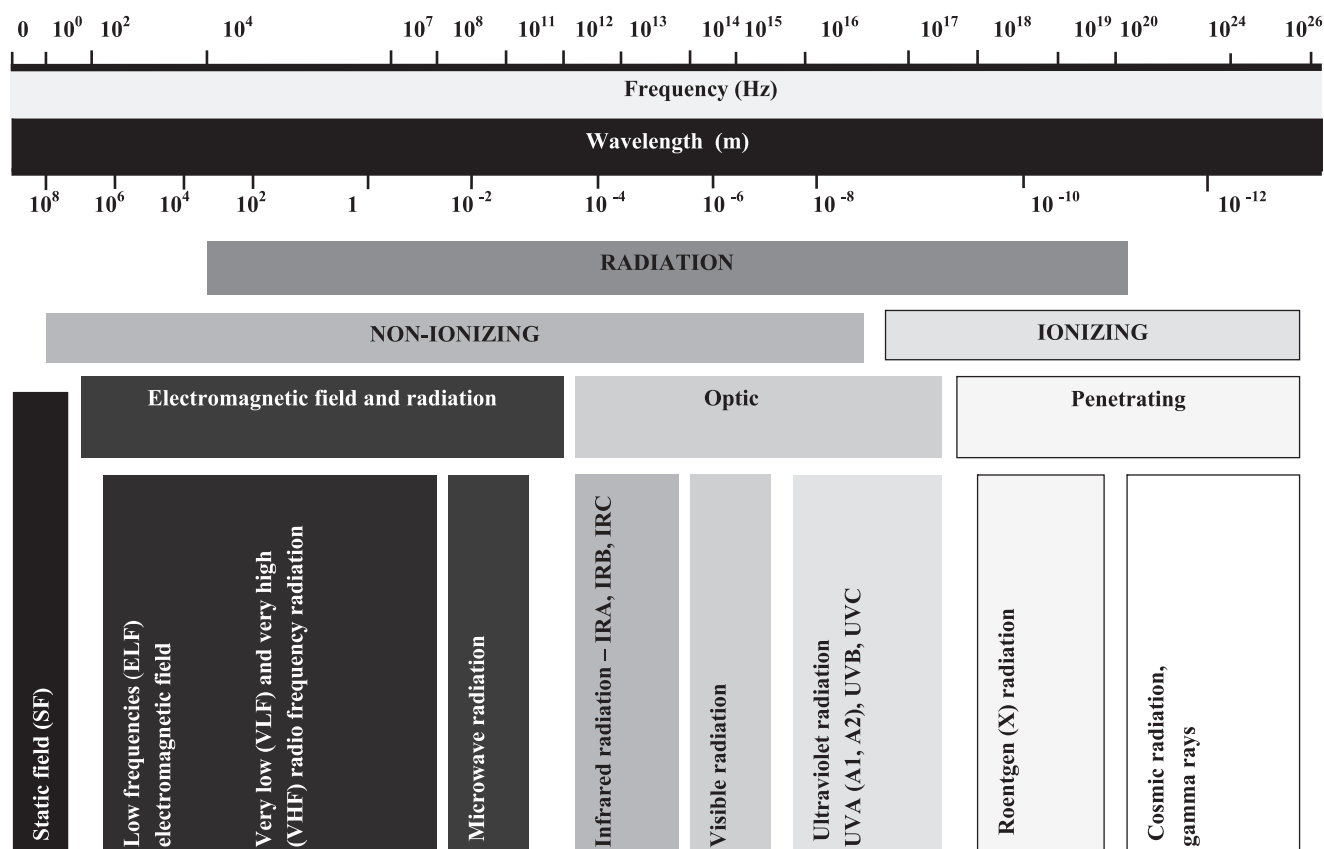 0 10⁰ 10² 10⁴ 10⁷ 10⁸ 10¹¹ 10¹² 10¹³ 10¹⁴ 10¹⁵ 10¹⁶ 10¹⁷ 10¹⁸ 10¹⁹ 10²⁰ 10²⁴ 10²⁶
Frequency (Hz)
Wavelength (m)
10⁸ 10⁶ 10⁴ 10² 1 10⁻² 10⁻⁴ 10⁻⁶ 10⁻⁸ 10⁻¹⁰ 10⁻¹²
RADIATION
NON-IONIZING
IONIZING
Electromagnetic field and radiation
Optic
Penetrating
Static field (SF)
Low frequencies (ELF)
electromagnetic field
Very low (VLF) and very high
(VHF) radio frequency radiation
Microwave radiation
Infrared radiation – IRA, IRB, IRC
Visible radiation
Ultraviolet radiation
UVA (A1, A2), UVB, UVC
Roentgen (X) radiation
Cosmic radiation,
gamma rays